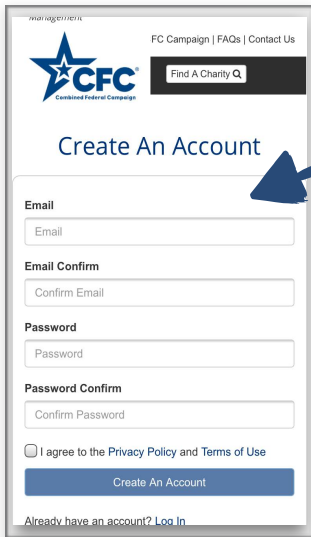 Management
FC Campaign | FAQs | Contact Us
Find A Charity
CFC
Combined Federal Campaign
Create An Account
Email
Email
Email Confirm
Confirm Email
Password
Password
Password Confirm
Confirm Password
I agree to the Privacy Policy and Terms of Use
Create An Account
Already have an account? Log In